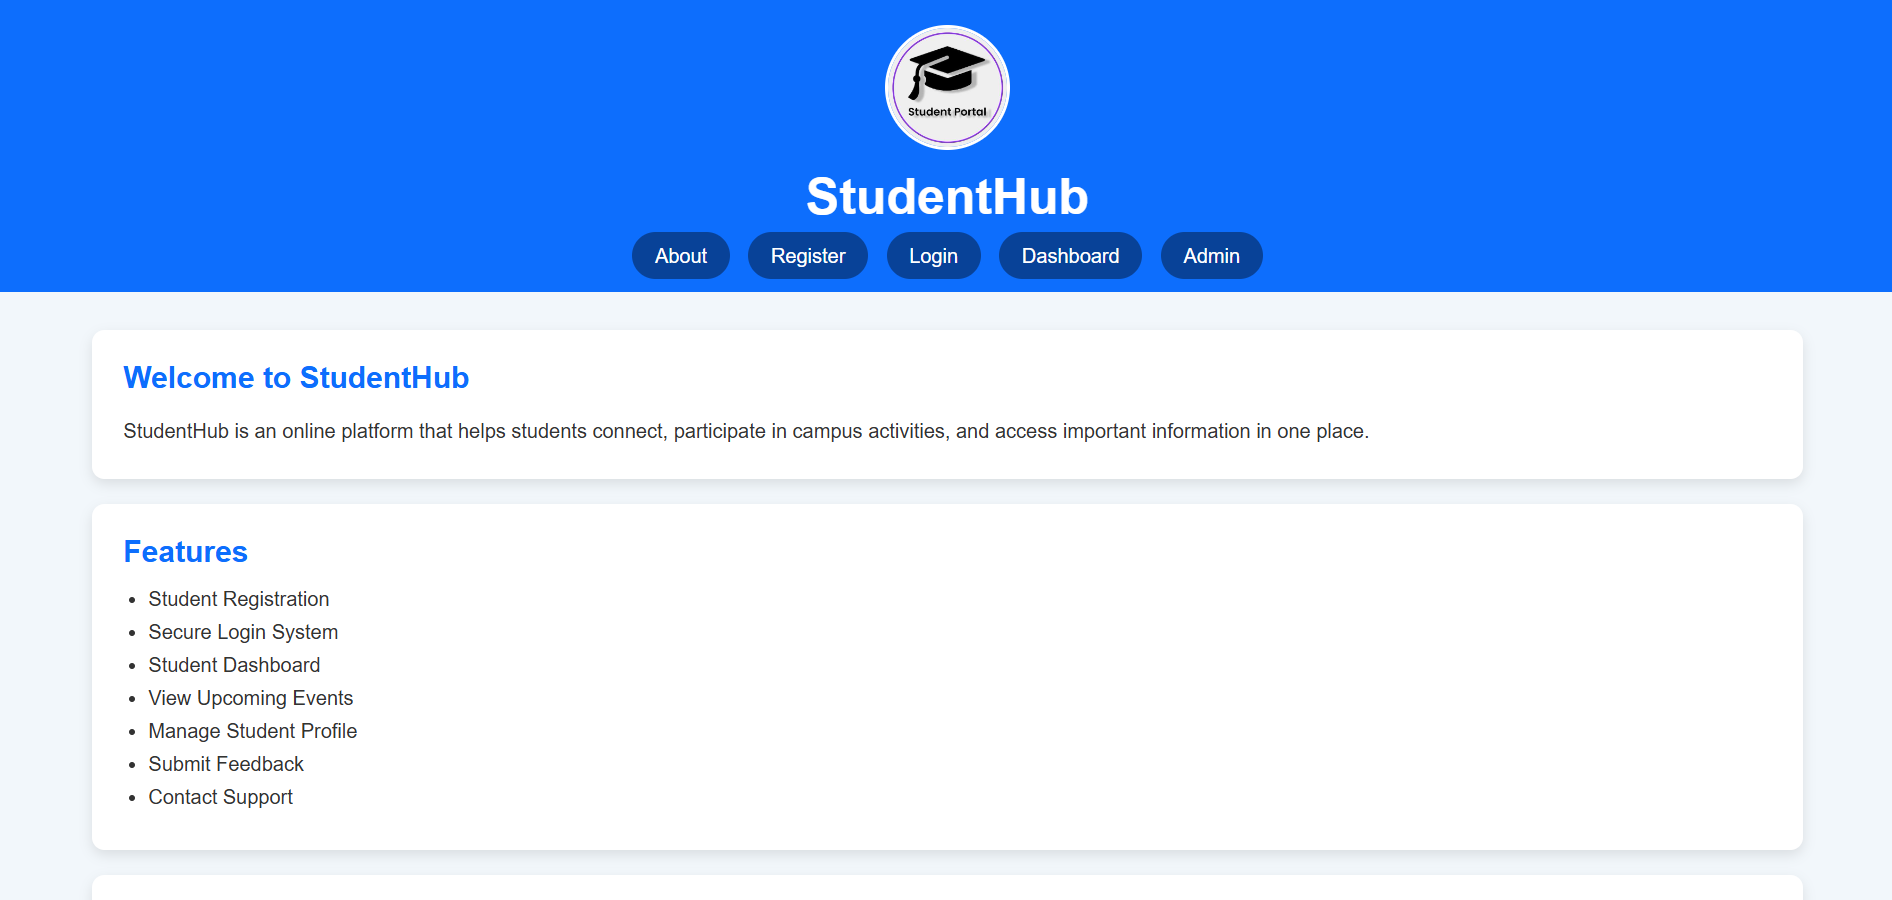 Student Portal
StudentHub
About Register Login Dashboard Admin
Welcome to StudentHub
StudentHub is an online platform that helps students connect, participate in campus activities, and access important information in one place.
Features
• Student Registration
• Secure Login System
• Student Dashboard
• View Upcoming Events
• Manage Student Profile
• Submit Feedback
• Contact Support